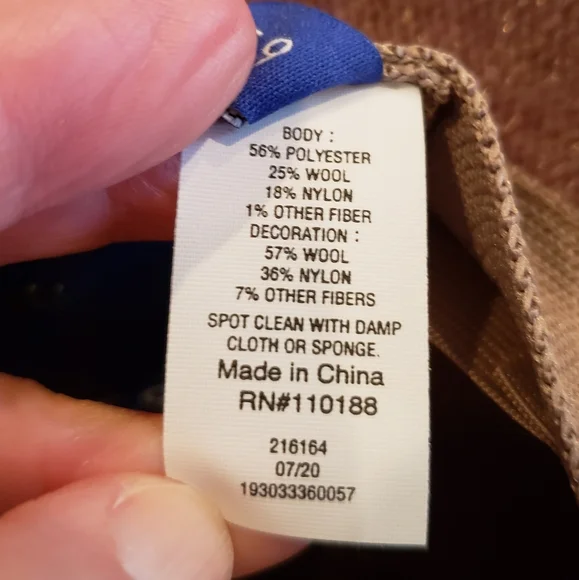 BODY :
56% POLYESTER
25% WOOL
18% NYLON
1% OTHER FIBER
DECORATION :
57% WOOL
36% NYLON
7% OTHER FIBERS
SPOT CLEAN WITH DAMP
CLOTH OR SPONGE.
Made in China
RN#110188
216164
07/20
193033360057